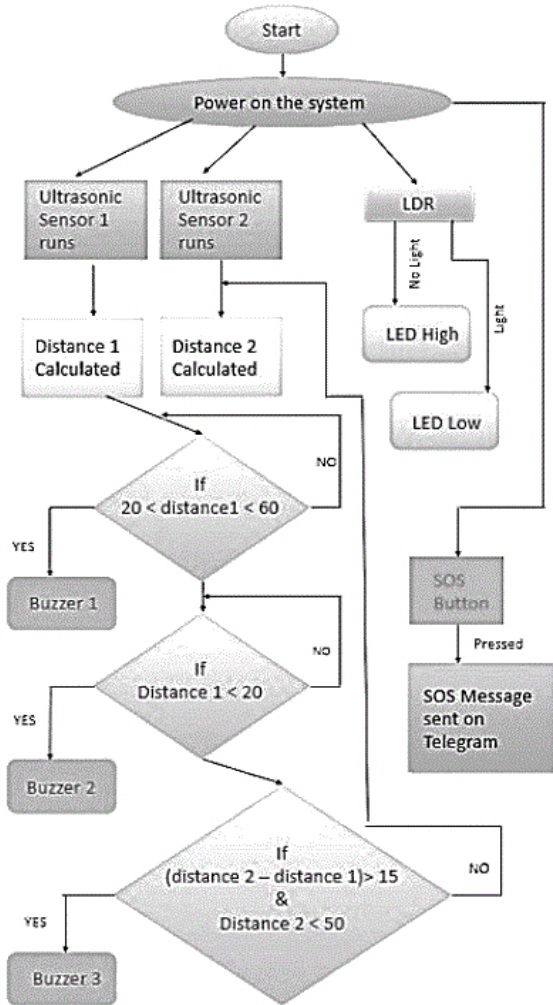 Start
Power on the system
Ultrasonic
Sensor 1
runs
Ultrasonic
Sensor 2
runs
LDR
No Light
Light
Distance 1
Calculated
Distance 2
Calculated
LED High
LED Low
If
20 < distance1 < 60
NO
YES
Buzzer 1
SOS
Button
Pressed
SOS Message
sent on
Telegram
If
Distance 1 < 20
NO
YES
Buzzer 2
If
(distance 2 – distance 1)> 15
&
Distance 2 < 50
NO
YES
Buzzer 3